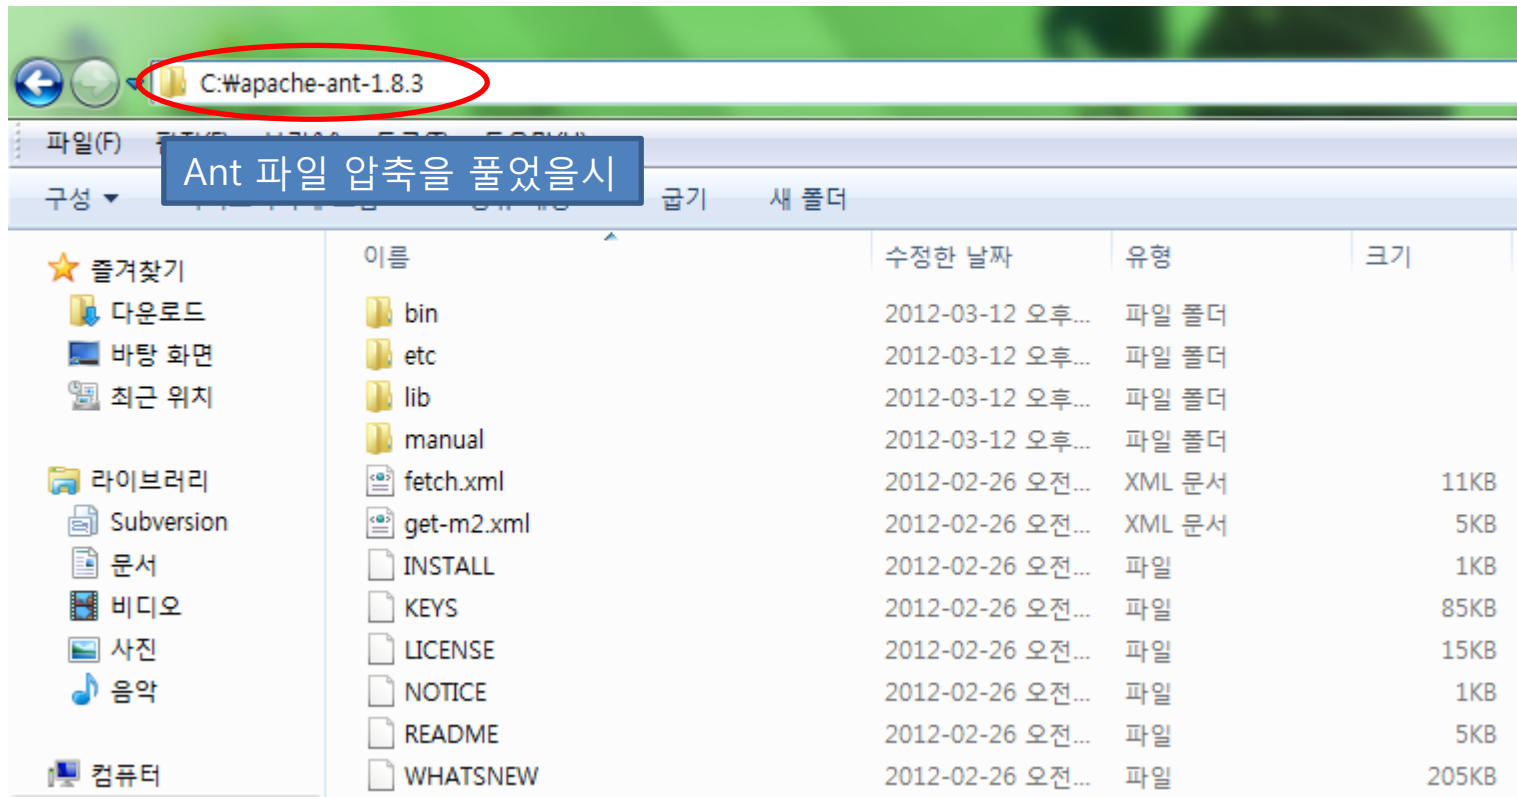 C:₩apache-ant-1.8.3
파일(F)
Ant 파일 압축을 풀었을시
구성 굽기 새 폴더
이름 수정한 날짜 유형 크기
즐겨찾기
다운로드
바탕 화면
최근 위치
라이브러리
Subversion
문서
비디오
사진
음악
컴퓨터
bin 2012-03-12 오후... 파일 폴더
etc 2012-03-12 오후... 파일 폴더
lib 2012-03-12 오후... 파일 폴더
manual 2012-03-12 오후... 파일 폴더
fetch.xml 2012-02-26 오전... XML 문서 11KB
get-m2.xml 2012-02-26 오전... XML 문서 5KB
INSTALL 2012-02-26 오전... 파일 1KB
KEYS 2012-02-26 오전... 파일 85KB
LICENSE 2012-02-26 오전... 파일 15KB
NOTICE 2012-02-26 오전... 파일 1KB
README 2012-02-26 오전... 파일 5KB
WHATSNEW 2012-02-26 오전... 파일 205KB